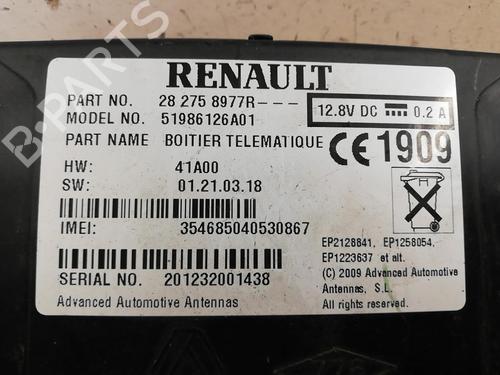 RENAULT
PART NO. 28 275 8977R---
12.8V DC 0.2 A
MODEL NO. 51986126A01
PART NAME BOITIER TELEMATIQUE
CE 1909
HW: 41A00
SW: 01.21.03.18
IMEI: 354685040530867
EP2128841, EP1258054,
EP1223637 et alt.
(C) 2009 Advanced Automotive
Antennas, S.L.
All rights reserved.
SERIAL NO. 201232001438
Advanced Automotive Antennas
B-PARTS